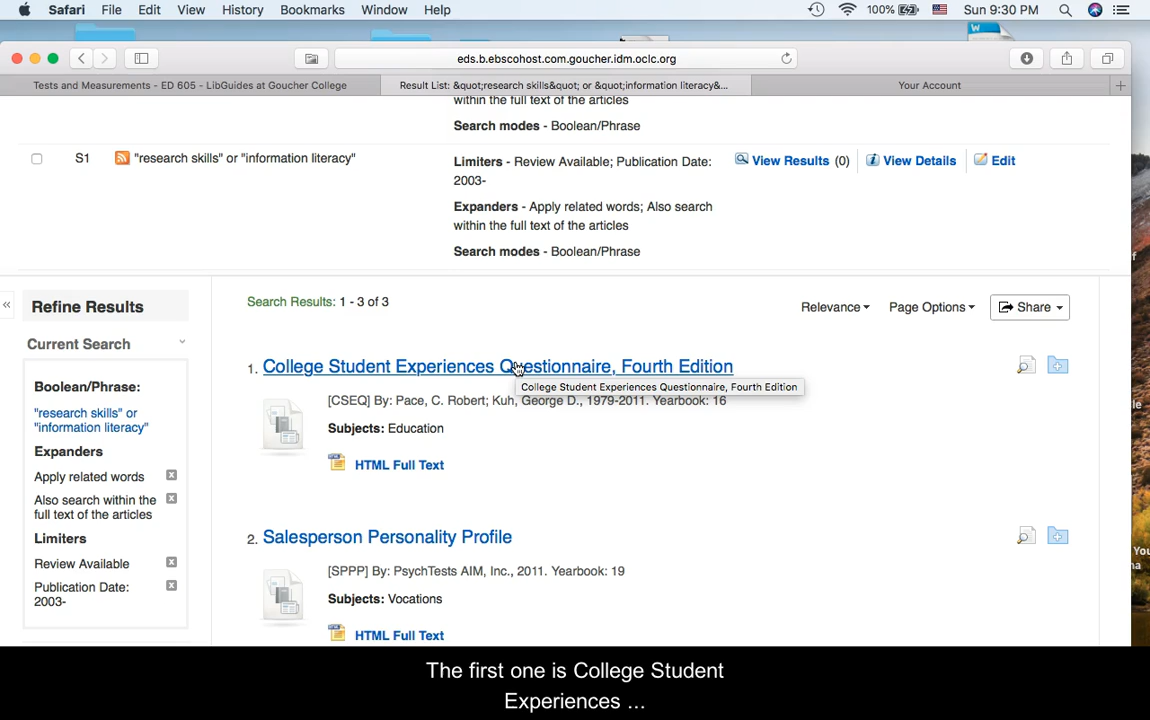 Safari File Edit View History Bookmarks Window Help 100% Sun 9:30 PM
eds.b.ebscohost.com.goucher.idm.oclc.org
Tests and Measurements - ED 605 - LibGuides at Goucher College Result List: &quot;research skills&quot; or &quot;information literacy&... Your Account
within the full text of the articles
Search modes - Boolean/Phrase
S1 "research skills" or "information literacy" Limiters - Review Available; Publication Date: View Results (0) View Details Edit
2003-
Expanders - Apply related words; Also search
within the full text of the articles
Search modes - Boolean/Phrase
Refine Results
Search Results: 1 - 3 of 3 Relevance Page Options Share
Current Search
Boolean/Phrase:
"research skills" or
"information literacy"
Expanders
Apply related words
Also search within the
full text of the articles
Limiters
Review Available
Publication Date:
2003-
1. College Student Experiences Questionnaire, Fourth Edition
College Student Experiences Questionnaire, Fourth Edition
[CSEQ] By: Pace, C. Robert; Kuh, George D., 1979-2011. Yearbook: 16
Subjects: Education
HTML Full Text
2. Salesperson Personality Profile
[SPPP] By: PsychTests AIM, Inc., 2011. Yearbook: 19
Subjects: Vocations
HTML Full Text
The first one is College Student
Experiences ...